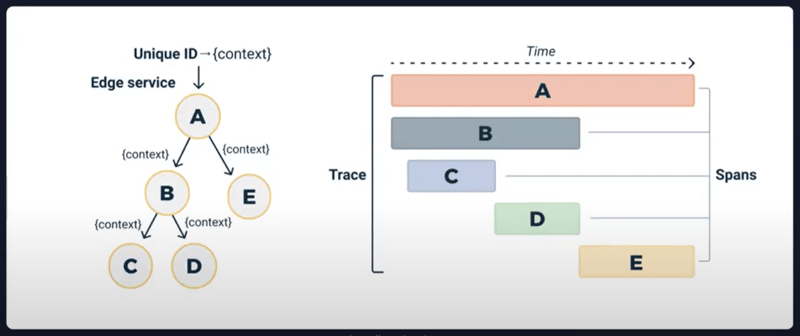 Unique ID→{context}
Edge service
A
{context}
{context}
B
E
{context}
{context}
C
D
Time
A
B
C
D
E
Trace
Spans